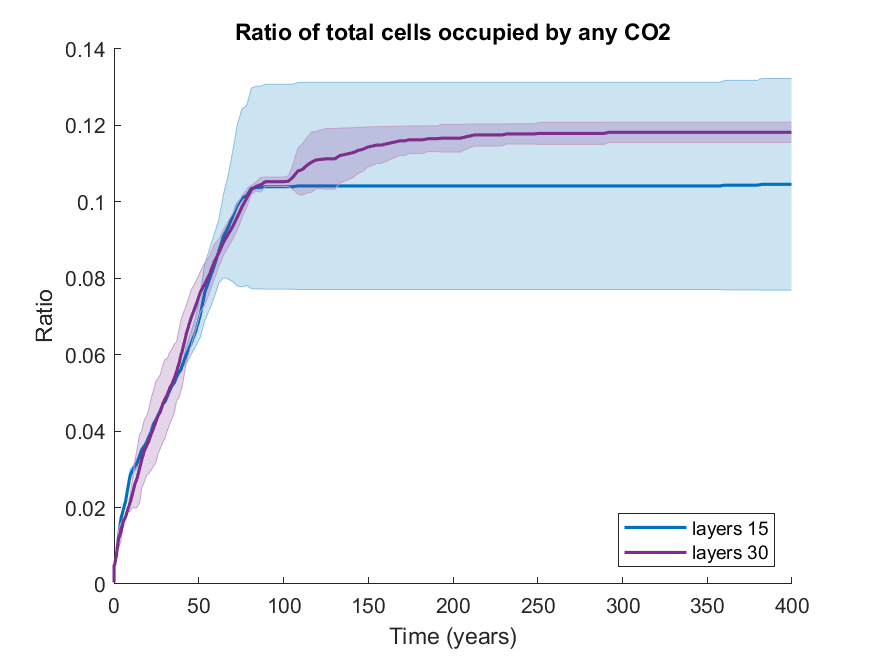 Ratio of total cells occupied by any CO2
0.14
0.12
0.1
0.08
0.06
0.04
0.02
0
Ratio
0 50 100 150 200 250 300 350 400
Time (years)
layers 15
layers 30